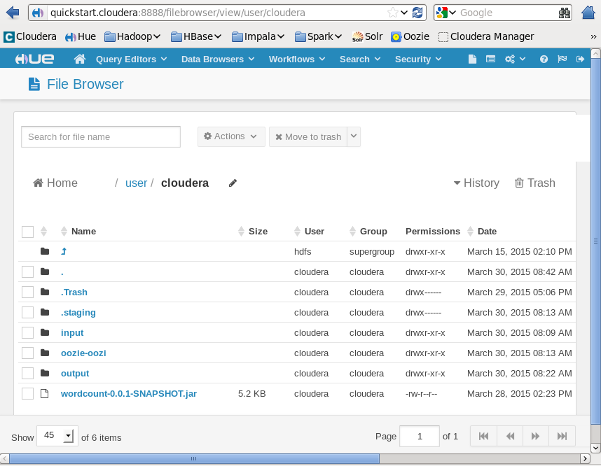 quickstart.cloudera:8888/filebrowser/view/user/cloudera Google
Cloudera Hue Hadoop HBase Impala Spark Solr Oozie Cloudera Manager »
HUE Query Editors Data Browsers Workflows Search Security
File Browser
Search for file name Actions Move to trash
Home / user / cloudera History Trash
Name Size User Group Permissions Date
hdfs supergroup drwxr-xr-x March 15, 2015 02:10 PM
. cloudera cloudera drwxr-xr-x March 30, 2015 08:42 AM
.Trash cloudera cloudera drwx------ March 29, 2015 05:06 PM
.staging cloudera cloudera drwx------ March 30, 2015 08:13 AM
input cloudera cloudera drwxr-xr-x March 30, 2015 08:09 AM
oozie-oozi cloudera cloudera drwxr-xr-x March 30, 2015 08:13 AM
output cloudera cloudera drwxr-xr-x March 30, 2015 08:22 AM
wordcount-0.0.1-SNAPSHOT.jar 5.2 KB cloudera cloudera -rw-r--r-- March 28, 2015 02:23 PM
Show 45 of 6 items Page 1 of 1